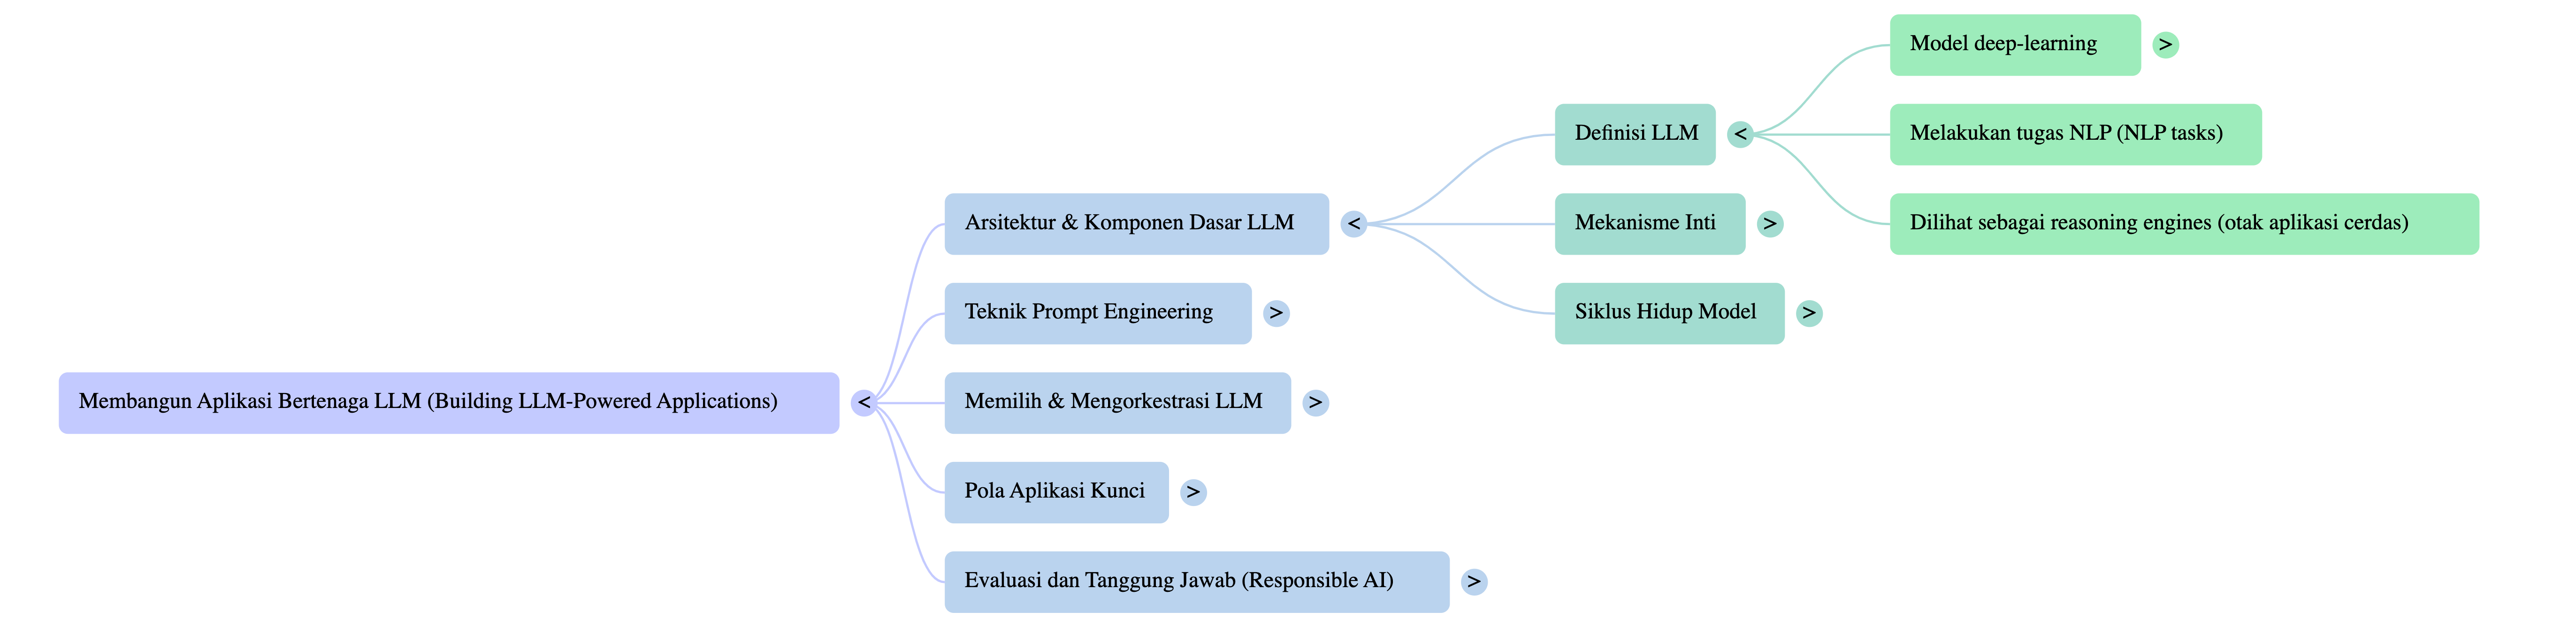 Membangun Aplikasi Bertenaga LLM (Building LLM-Powered Applications)
<
Arsitektur & Komponen Dasar LLM
<
Definisi LLM
<
Model deep-learning
>
Melakukan tugas NLP (NLP tasks)
Dilihat sebagai reasoning engines (otak aplikasi cerdas)
Mekanisme Inti
>
Siklus Hidup Model
>
Teknik Prompt Engineering
>
Memilih & Mengorkestrasi LLM
>
Pola Aplikasi Kunci
>
Evaluasi dan Tanggung Jawab (Responsible AI)
>